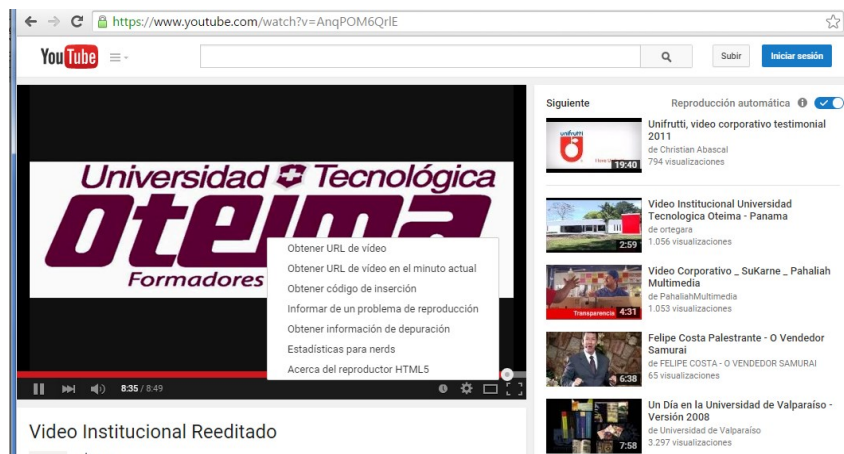 https://www.youtube.com/watch?v=AnqPOM6QrlE
YouTube
Subir
Iniciar sesión
Universidad Tecnológica
oteima
Formadores
Obtener URL de vídeo
Obtener URL de vídeo en el minuto actual
Obtener código de inserción
Informar de un problema de reproducción
Obtener información de depuración
Estadísticas para nerds
Acerca del reproductor HTML5
8:35 / 8:49
Video Institucional Reeditado
Siguiente
Reproducción automática
unifrutti
19:40
Unifrutti, video corporativo testimonial
2011
de Christian Abascal
794 visualizaciones
2:59
Video Institucional Universidad
Tecnologica Oteima - Panama
de ortegara
1.056 visualizaciones
Transparencia
4:31
Video Corporativo _ SuKarne _ Pahaliah
Multimedia
de PahaliahMultimedia
1.053 visualizaciones
6:38
Felipe Costa Palestrante - O Vendedor
Samurai
de FELIPE COSTA - O VENDEDOR SAMURAI
65 visualizaciones
7:58
Un Día en la Universidad de Valparaíso -
Versión 2008
de Universidad de Valparaíso
3.297 visualizaciones